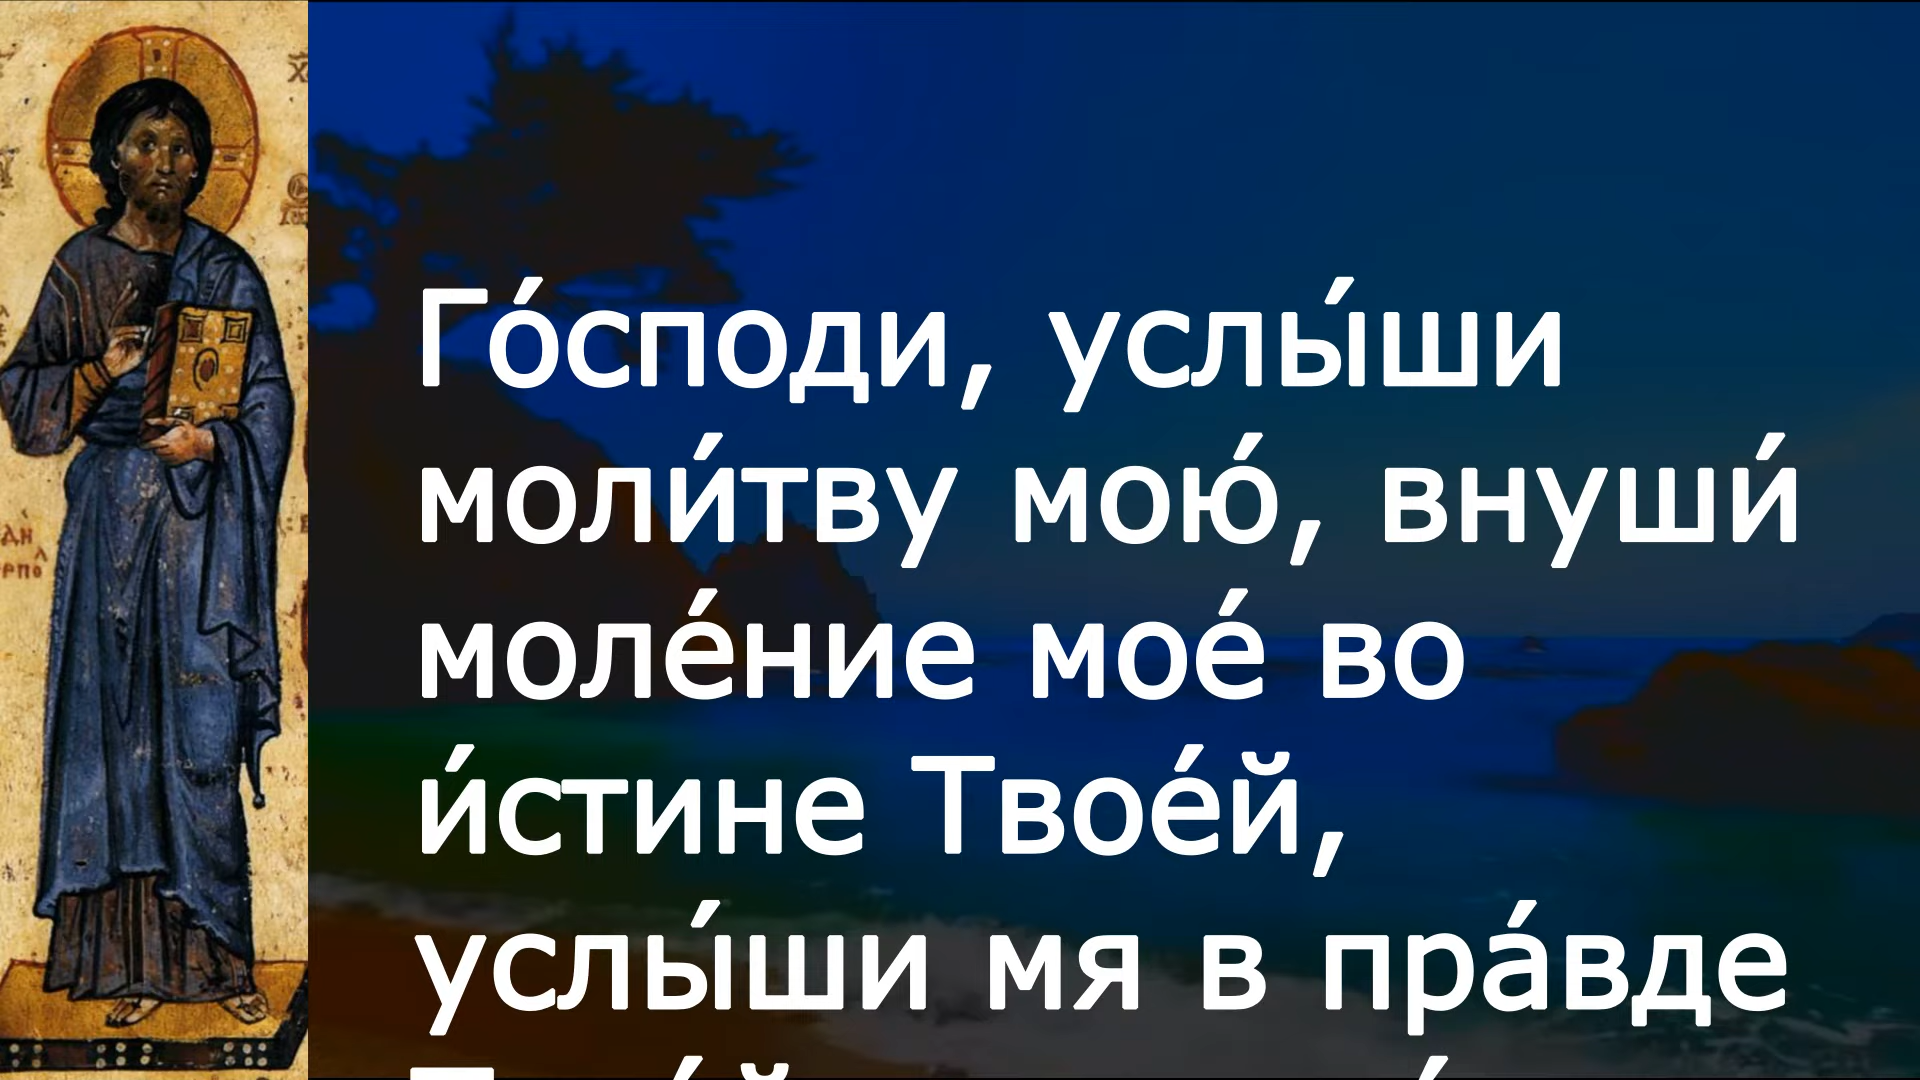 Го́споди, услы́ши
моли́тву мою́, внуши́
моле́ние мое́ во
и́стине Твое́й,
услы́ши мя в пра́вде